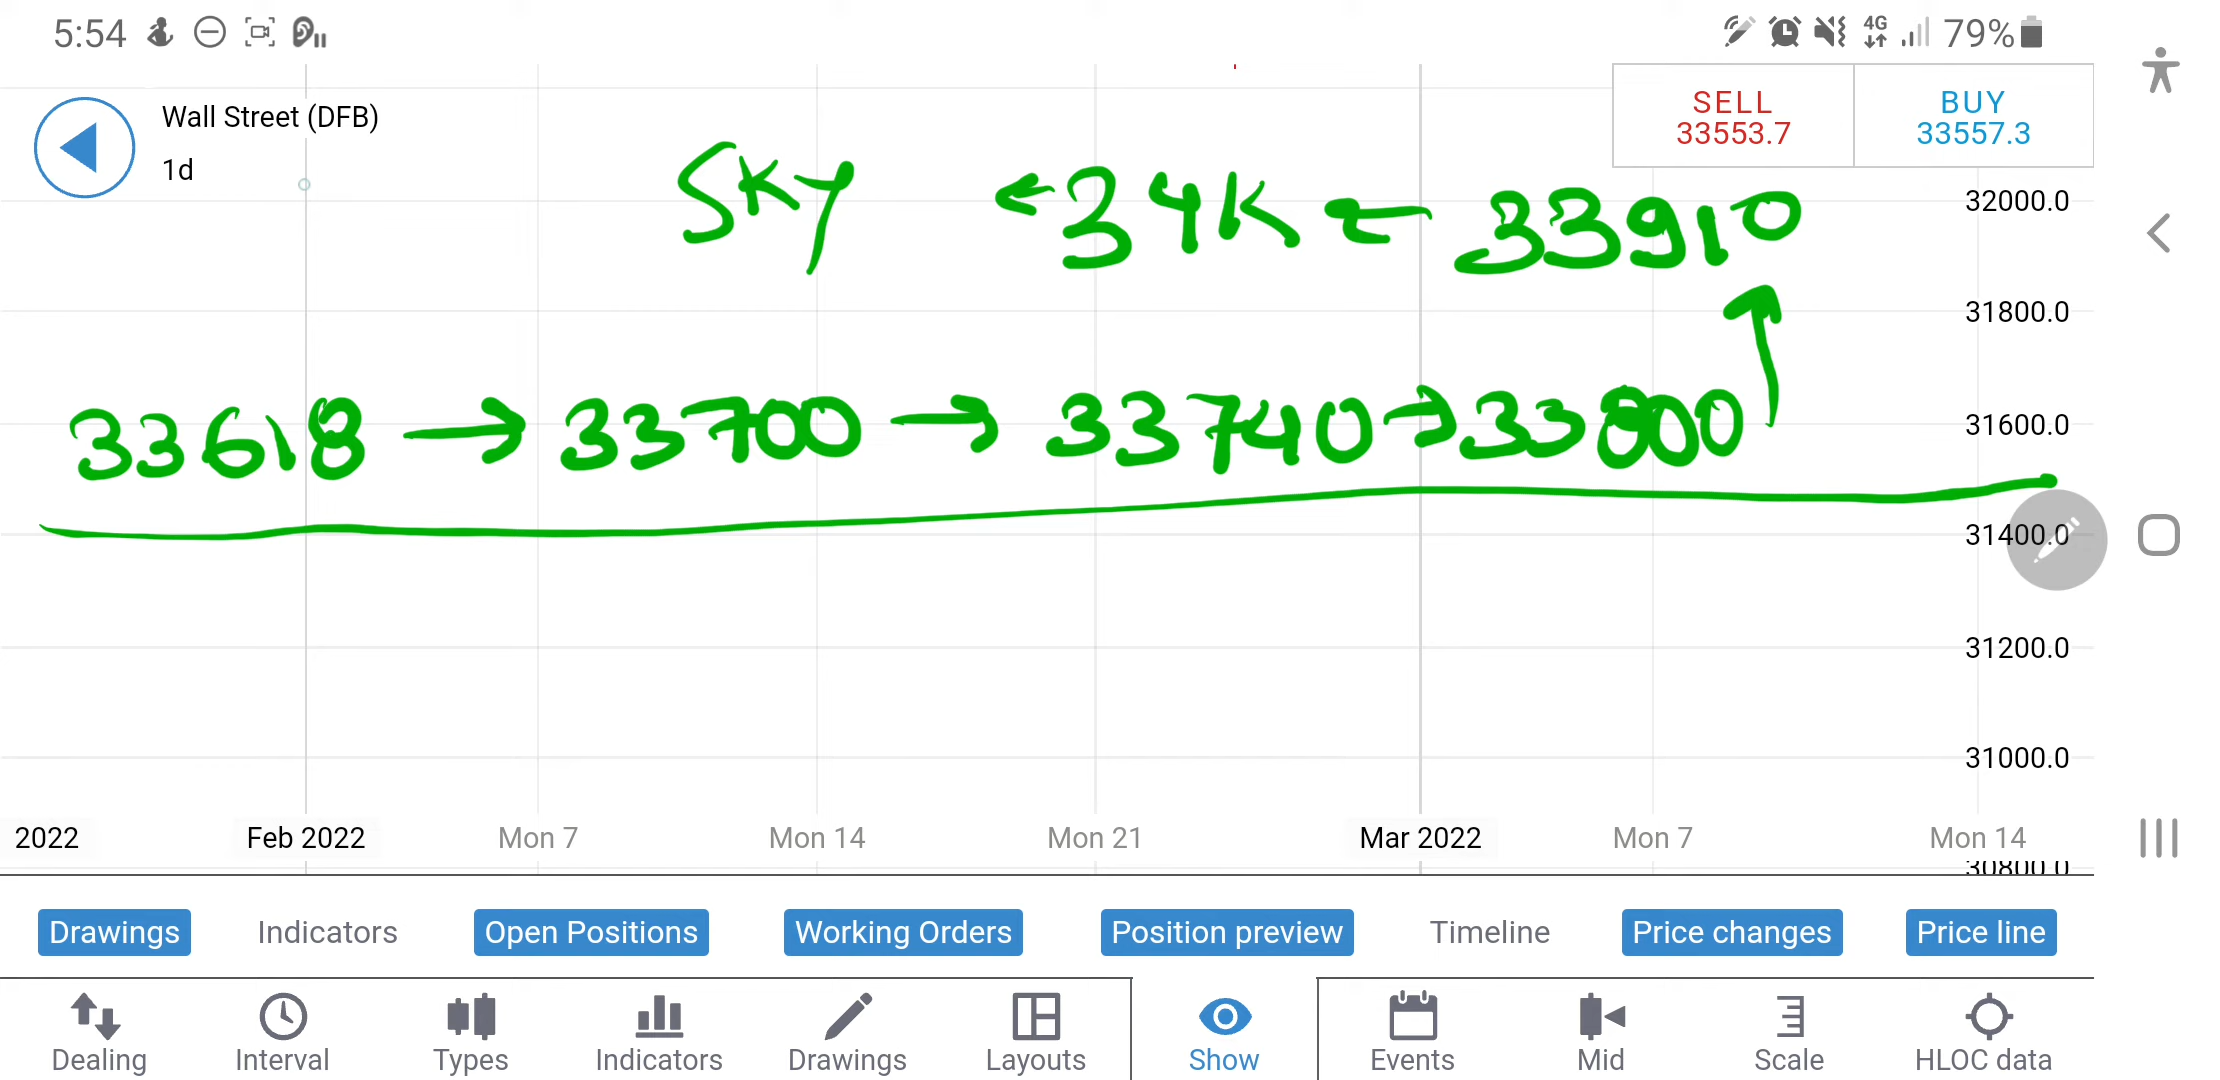 5:54 4G 79%
Wall Street (DFB)
1d
SELL BUY
33553.7 33557.3
Sky ← 34K ← 33910
32000.0
31800.0
33618 → 33700 → 33740 → 33800
31600.0
31400.0
31200.0
31000.0
2022 Feb 2022 Mon 7 Mon 14 Mon 21 Mar 2022 Mon 7 Mon 14
30800.0
Drawings Indicators Open Positions Working Orders Position preview Timeline Price changes Price line
Dealing Interval Types Indicators Drawings Layouts Show Events Mid Scale HLOC data